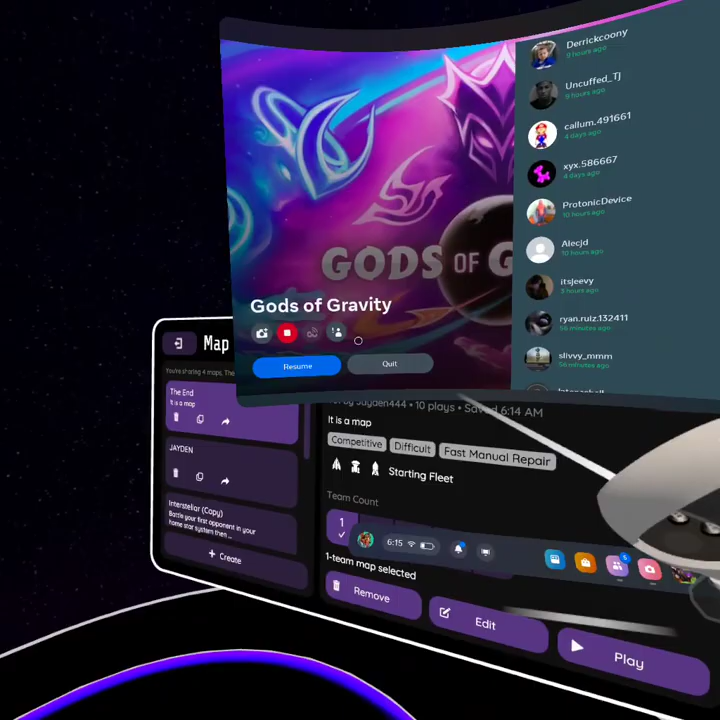 Derrickcoony
9 hours ago
Uncuffed_Tj
9 hours ago
callum.491661
4 days ago
xyx.586667
4 days ago
ProtonicDevice
10 hours ago
Alecjd
10 hours ago
itsjeevy
3 hours ago
ryan.ruiz.132411
56 minutes ago
slivvy_mmm
56 minutes ago
GODS OF G
Gods of Gravity
Resume
Quit
Map
You're sharing 4 maps.
The End
It is a map
JAYDEN
Interstellar (Copy)
Battle your first opponent in your
home star system then ...
+ Create
by Jayden444 • 10 plays • Saved 6:14 AM
It is a map
Competitive
Difficult
Fast Manual Repair
Starting Fleet
Team Count
1
6:15
5
1-team map selected
Remove
Edit
Play